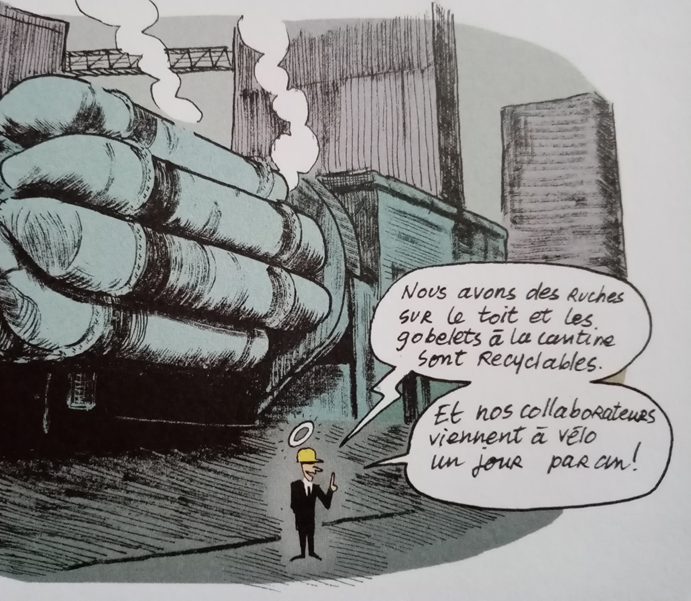 Nous avons des Ruches
sur le toit et les
gobelets à la cantine
sont Recyclables.
Et nos collaborateurs
viennent à vélo
un jour par an!